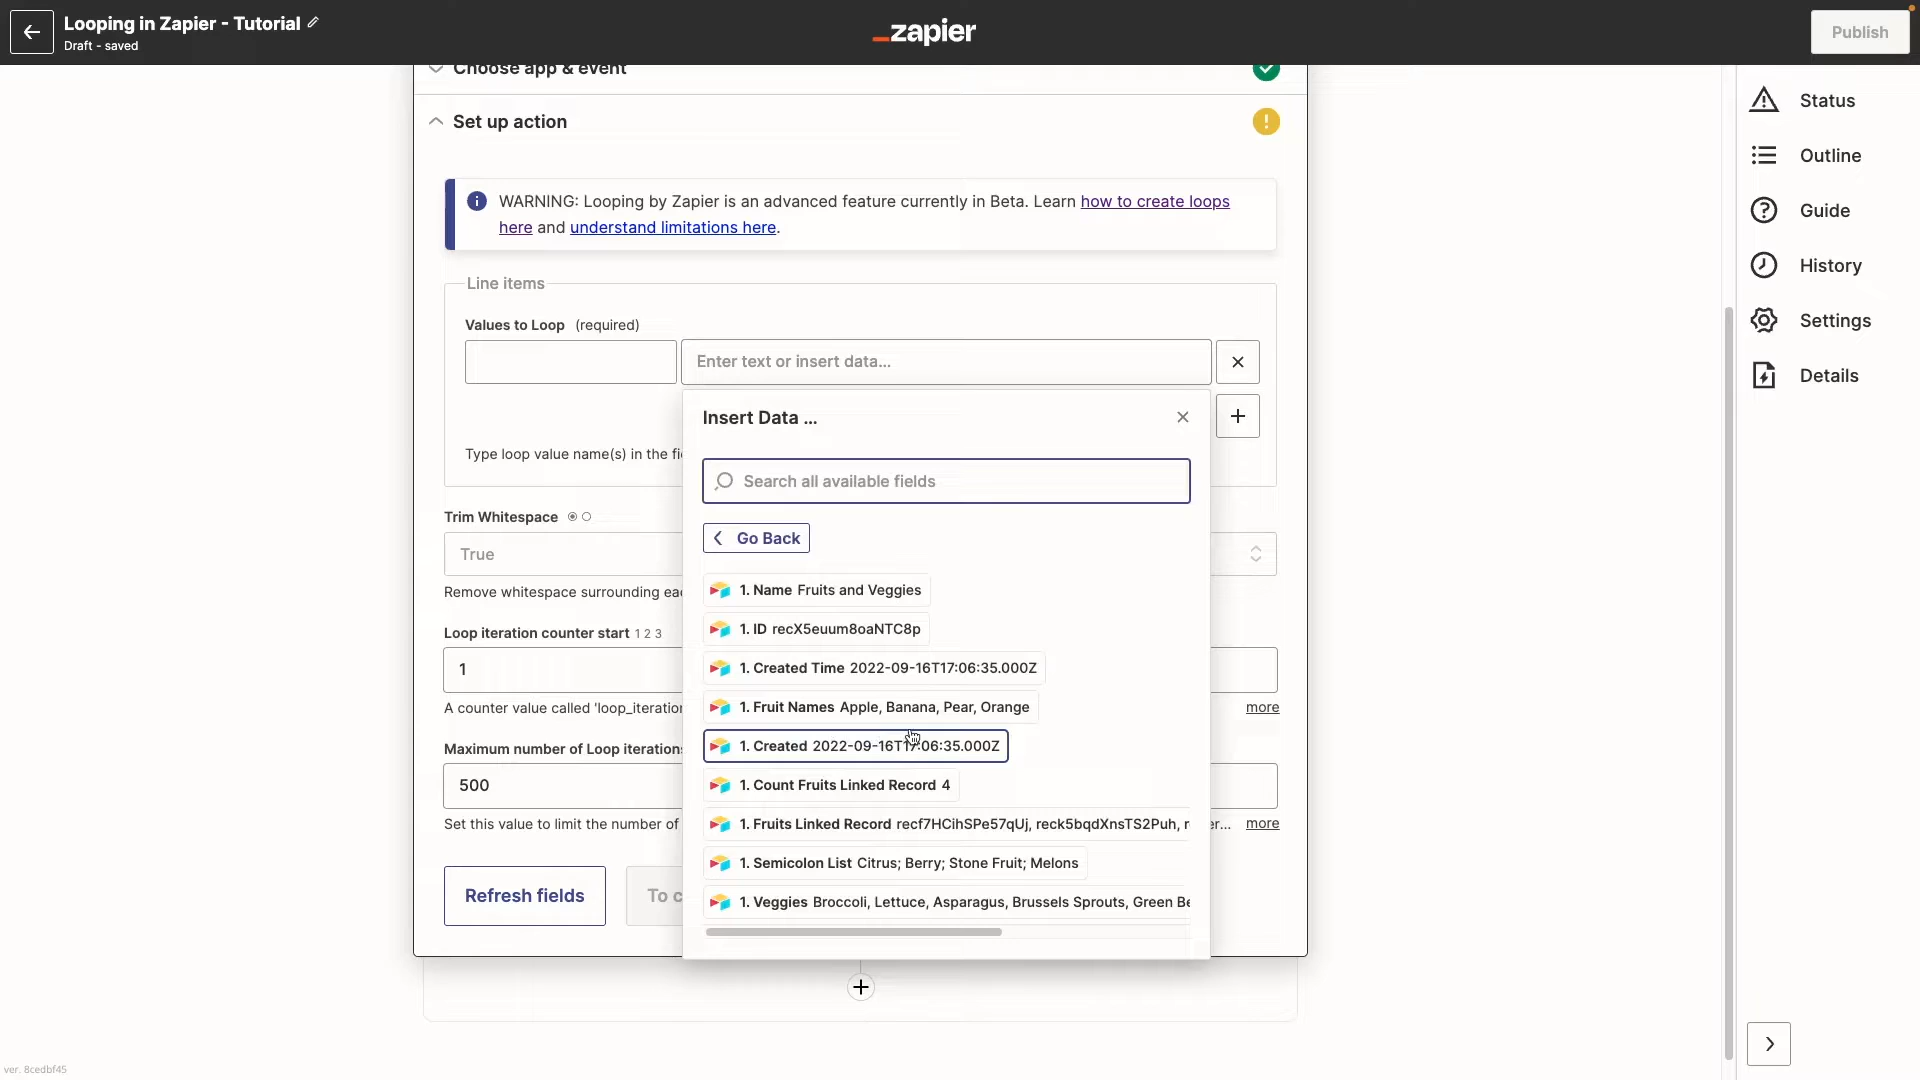 Looping in Zapier - Tutorial
Draft - saved
_zapier
Publish
Choose app & event
Set up action
WARNING: Looping by Zapier is an advanced feature currently in Beta. Learn how to create loops
here and understand limitations here.
Line items
Values to Loop (required)
Enter text or insert data...
Insert Data ...
Type loop value name(s) in the
Search all available fields
Go Back
1. Name Fruits and Veggies
1. ID recX5euum8oaNTC8p
1. Created Time 2022-09-16T17:06:35.000Z
1. Fruit Names Apple, Banana, Pear, Orange
1. Created 2022-09-16T17:06:35.000Z
1. Count Fruits Linked Record 4
1. Fruits Linked Record recf7HCihSPe57qUj, reck5bqdXnsTS2Puh, r
1. Semicolon List Citrus; Berry; Stone Fruit; Melons
1. Veggies Broccoli, Lettuce, Asparagus, Brussels Sprouts, Green Be
Trim Whitespace
True
Remove whitespace surrounding
Loop iteration counter start 1 2 3
1
A counter value called 'loop_iteration
more
Maximum number of Loop iterations
500
Set this value to limit the number of
er... more
Refresh fields
To c
Status
Outline
Guide
History
Settings
Details
ver. 8cedbf45